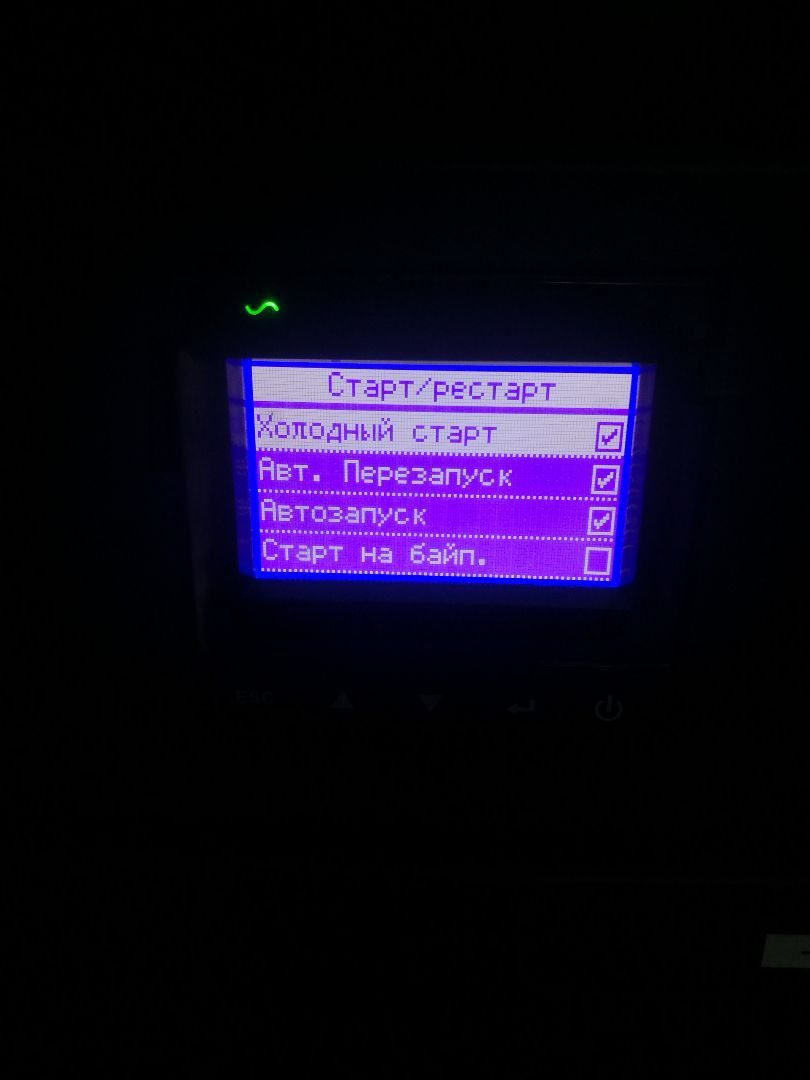 Старт/рестарт
Холодный старт
Авт. Перезапуск
Автозапуск
Старт на байп.
ESC